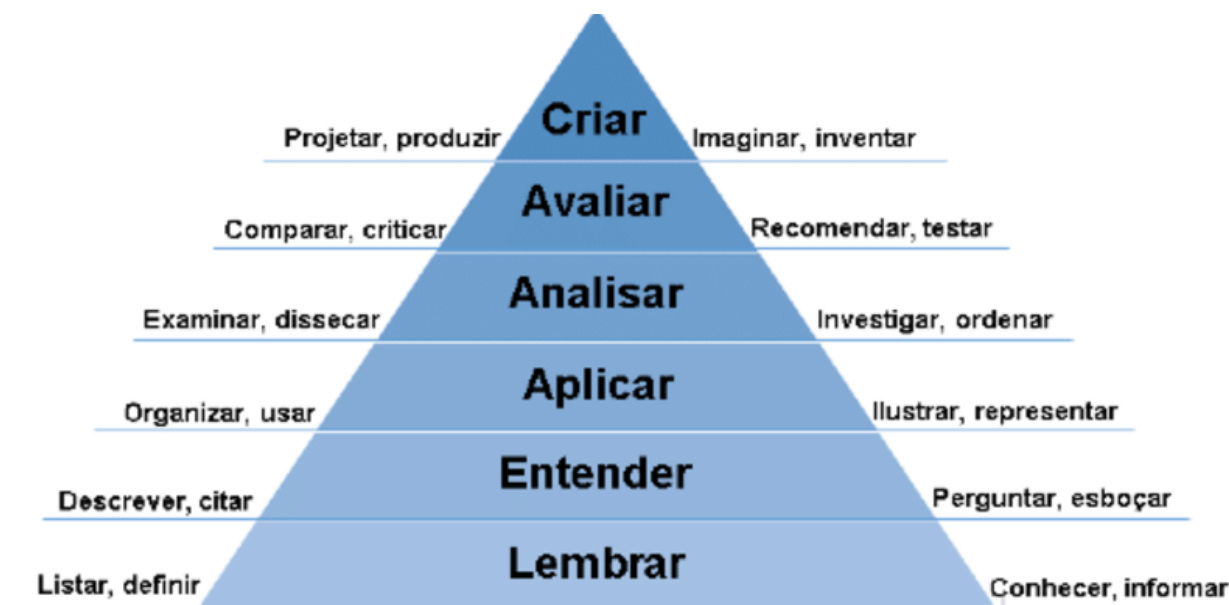 Criar
Projetar, produzir
Imaginar, inventar
Avaliar
Comparar, criticar
Recomendar, testar
Analisar
Examinar, dissecar
Investigar, ordenar
Aplicar
Organizar, usar
Ilustrar, representar
Entender
Descrever, citar
Perguntar, esboçar
Lembrar
Listar, definir
Conhecer, informar